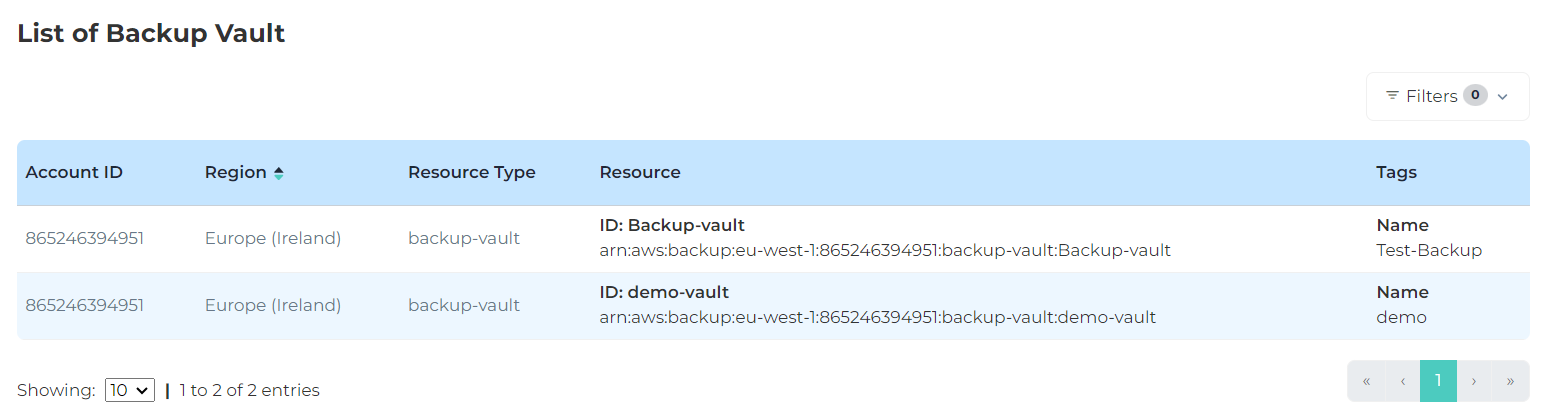 List of Backup Vault
Filters 0
Account ID Region Resource Type Resource Tags
865246394951 Europe (Ireland) backup-vault ID: Backup-vault Name
arn:aws:backup:eu-west-1:865246394951:backup-vault:Backup-vault Test-Backup
865246394951 Europe (Ireland) backup-vault ID: demo-vault Name
arn:aws:backup:eu-west-1:865246394951:backup-vault:demo-vault demo
Showing: 10 | 1 to 2 of 2 entries « ‹ 1 › »